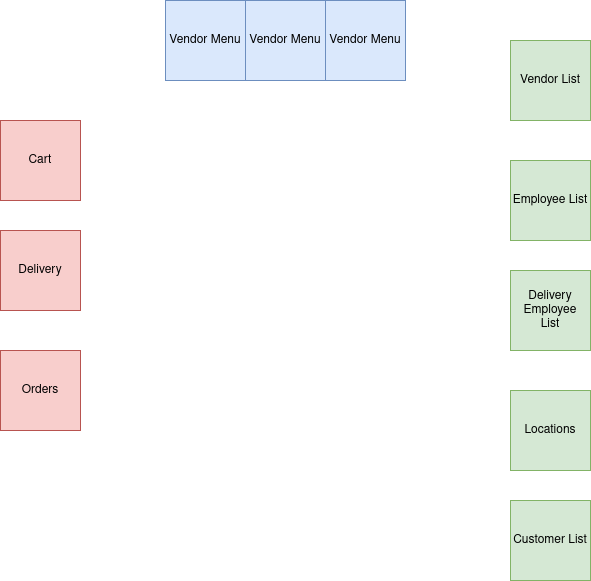 Vendor Menu Vendor Menu Vendor Menu
Vendor List
Cart
Employee List
Delivery
Delivery
Employee
List
Orders
Locations
Customer List